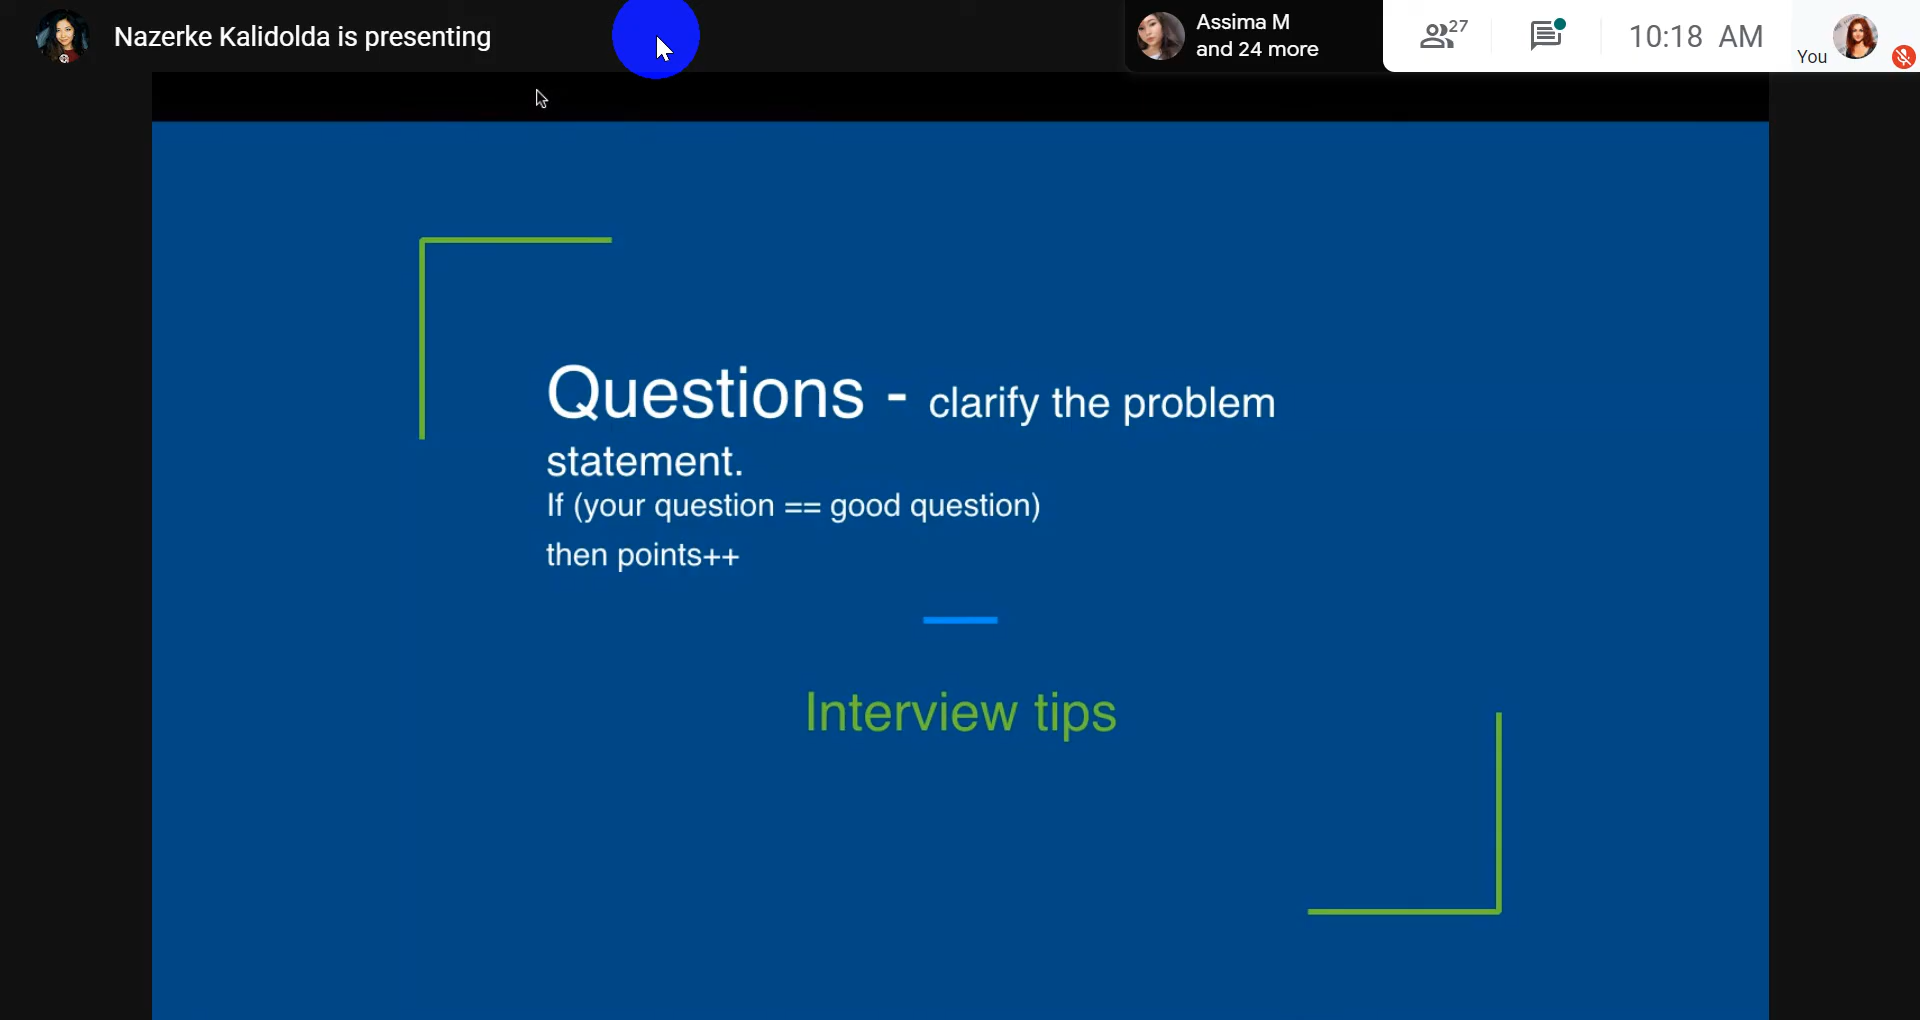 Nazerke Kalidolda is presenting
Assima M
and 24 more
27
10:18 AM
You
Questions - clarify the problem
statement.
If (your question == good question)
then points++
Interview tips